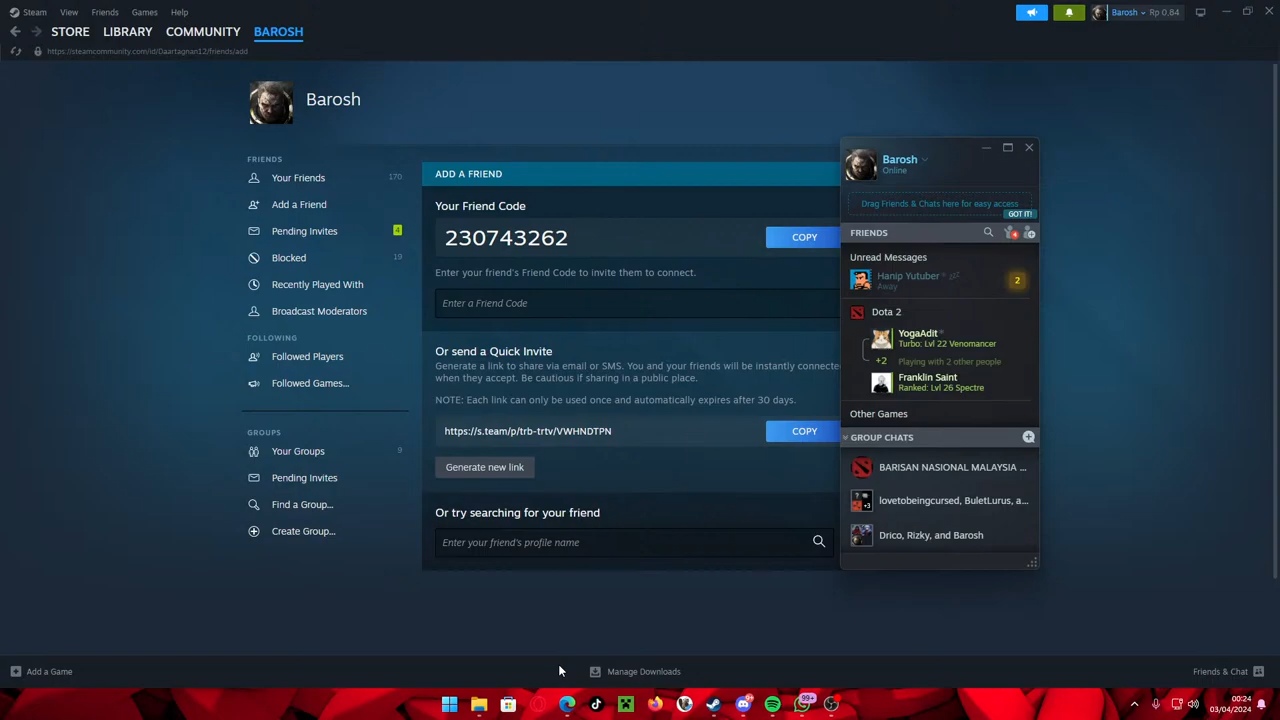 Steam View Friends Games Help
Barosh Rp 0,84
STORE LIBRARY COMMUNITY BAROSH
https://steamcommunity.com/id/0aartagnan12/friends/add
Barosh
FRIENDS
Your Friends 170
Add a Friend
Pending Invites 4
Blocked 19
Recently Played With
Broadcast Moderators
FOLLOWING
Followed Players
Followed Games...
GROUPS
Your Groups 9
Pending Invites
Find a Group...
Create Group...
ADD A FRIEND
Your Friend Code
230743262 COPY
Enter your friend's Friend Code to invite them to connect.
Enter a Friend Code
Or send a Quick Invite
Generate a link to share via email or SMS. You and your friends will be instantly connecte
when they accept. Be cautious if sharing in a public place.
NOTE: Each link can only be used once and automatically expires after 30 days.
https://s.team/p/trb-trtv/VWHNDTPN COPY
Generate new link
Or try searching for your friend
Enter your friend's profile name
Barosh
Online
Drag Friends & Chats here for easy access
GOT IT!
FRIENDS 4
Unread Messages
Hanip Yutuber * zzz
Away
2
Dota 2
YogaAdit *
Turbo: Lvl 22 Venomancer
+2 Playing with 2 other people
Franklin Saint
Ranked: Lvl 26 Spectre
Other Games
GROUP CHATS
BARISAN NASIONAL MALAYSIA ...
+3 lovetobeingcursed, BuletLurus, a...
Drico, Rizky, and Barosh
Add a Game Manage Downloads Friends & Chat
99+
00:24
03/04/2024